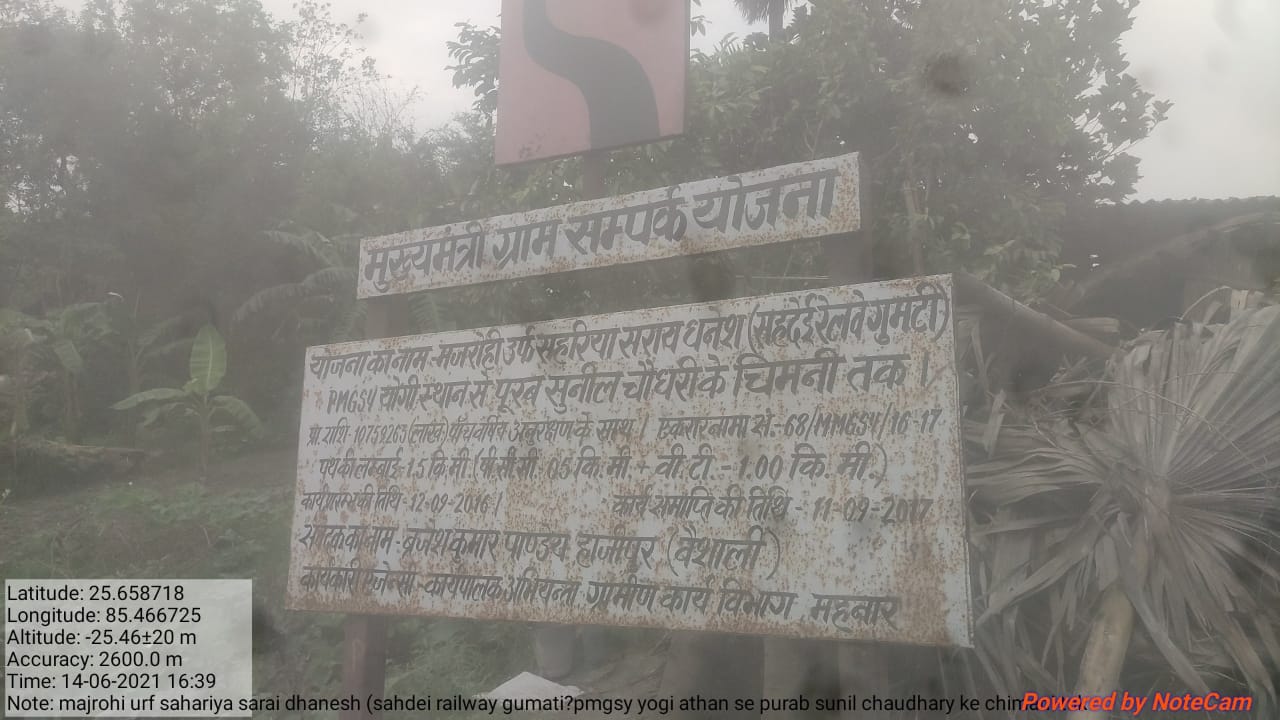 मुख्यमंत्री ग्राम सम्पर्क योजना
योजना का नाम - मजरोही उर्फ सहरिया सराय धनेश (सहदेई रेलवे गुमटी)
PMGSY योगी स्थान से पूरब सुनील चौधरी के चिमनी तक।
प्रा. राशि - 10758263 (लाख) पाँच वर्षिय अनुरक्षण के साथ। एकरारनामा सं.- 68/MMGSY/16-17
पथ की लम्बाई - 1.5 कि.मी. (पी.सी.सी. 0.5 कि.मी. + वी.टी. - 1.00 कि.मी.)
कार्य प्रारम्भ की तिथि - 12-09-2016। कार्य समाप्ति की तिथि - 11-09-2017
का नाम - ब्रजेश कुमार पाण्डेय हाजीपुर (वैशाली)
कार्यकारी एजेन्सी - कार्यपालक अभियन्ता ग्रामीण कार्य विभाग महनार
Latitude: 25.658718
Longitude: 85.466725
Altitude: -25.46±20 m
Accuracy: 2600.0 m
Time: 14-06-2021 16:39
Note: majrohi urf sahariya sarai dhanesh (sahdei railway gumati?pmgsy yogi athan se purab sunil chaudhary ke
Powered by NoteCam